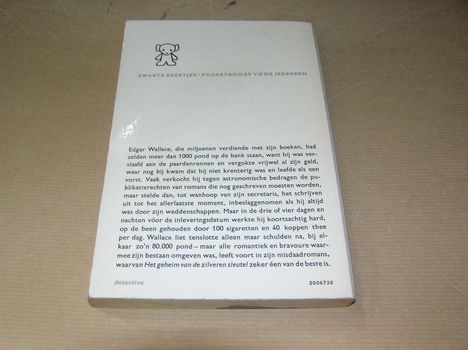 ZWARTE BEERTJES: POCKETBOOKS VOOR IEDEREEN
Edgar Wallace, die miljoenen verdiende met zijn boeken, had
zelden meer dan 1000 pond op de bank staan, want hij was ver-
slaafd aan de paardenrennen en vergokte vrijwel al zijn geld,
waar nog bij kwam dat hij niet krenterig was en leefde als een
vorst. Vaak verkocht hij tegen astronomische bedragen de pu-
blikatierechten van romans die nog geschreven moesten worden,
maar stelde dan, tot wanhoop van zijn secretaris, het schrijven
uit tot het allerlaatste moment, inbeslaggenomen als hij altijd
was door zijn weddenschappen. Maar in de drie of vier dagen en
nachten vóór de inleveringsdatum werkte hij koortsachtig hard,
op de been gehouden door 100 sigaretten en 40 koppen thee
per dag. Wallace liet tenslotte alleen maar schulden na, bij el-
kaar zo'n 80.000 pond – maar alle romantiek en bravoure waar-
mee zijn bestaan omgeven was, leeft voort in zijn misdaadromans,
waarvan Het geheim van de zilveren sleutel zeker één van de beste is.
detective 2006730